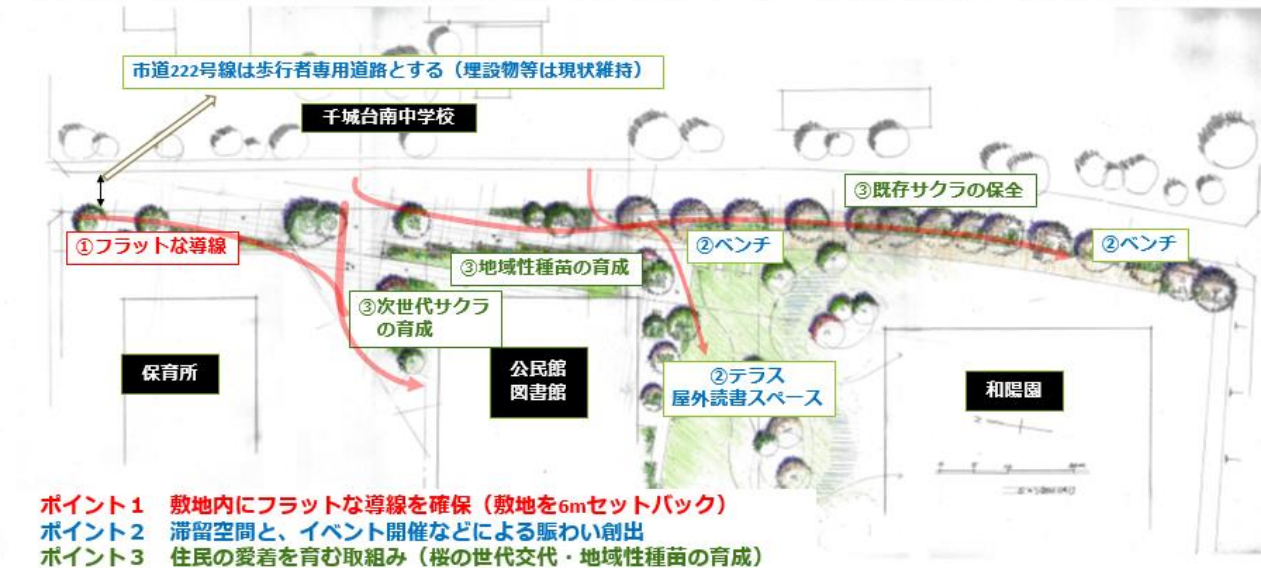 市道222号線は歩行者専用道路とする（埋設物等は現状維持）
千城台南中学校
③既存サクラの保全
①フラットな導線
②ベンチ
②ベンチ
③地域性種苗の育成
③次世代サクラ
の育成
保育所
公民館
図書館
②テラス
屋外読書スペース
和陽園
ポイント１　敷地内にフラットな導線を確保（敷地を6mセットバック）
ポイント２　滞留空間と、イベント開催などによる賑わい創出
ポイント３　住民の愛着を育む取組み（桜の世代交代・地域性種苗の育成）